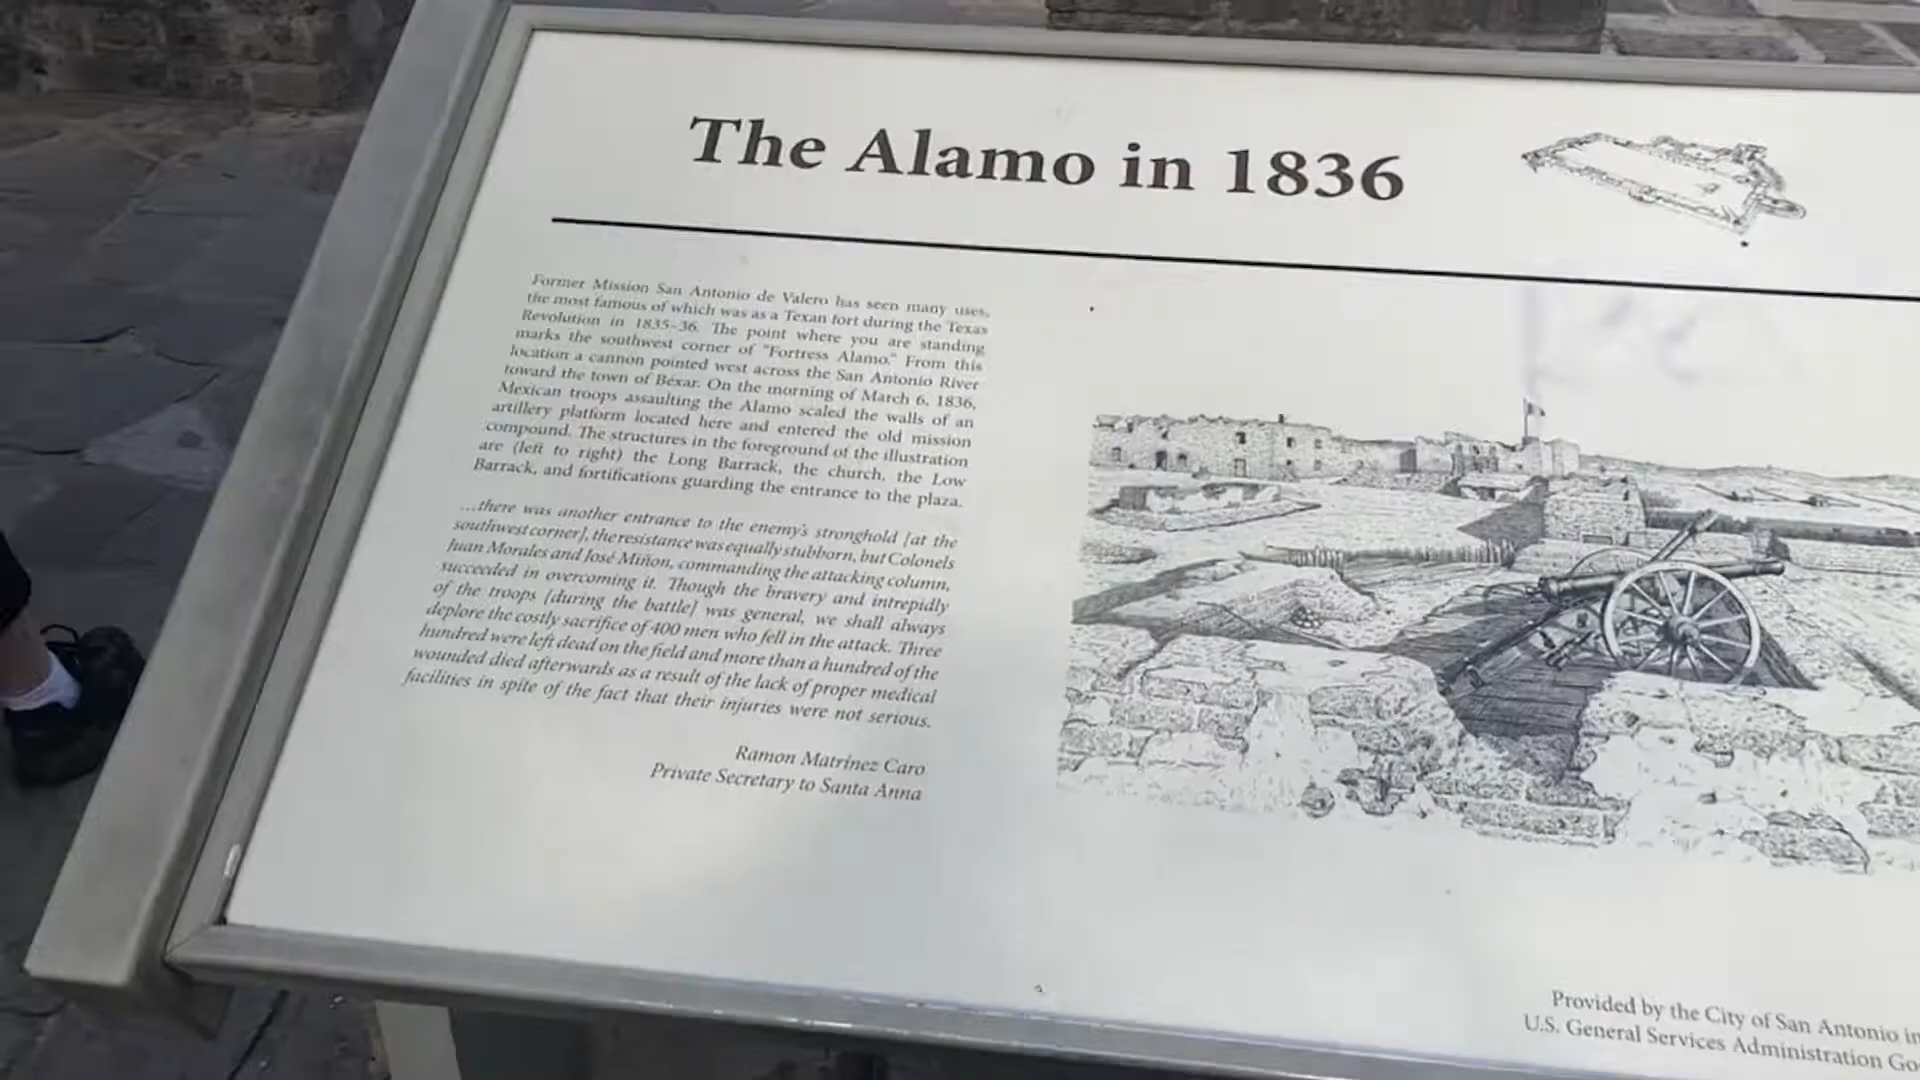 The Alamo in 1836
Former Mission San Antonio de Valero has seen many uses,
the most famous of which was as a Texan fort during the Texas
Revolution in 1835-36. The point where you are standing
marks the southwest corner of "Fortress Alamo." From this
location a cannon pointed west across the San Antonio River
toward the town of Béxar. On the morning of March 6, 1836,
Mexican troops assaulting the Alamo scaled the walls of an
artillery platform located here and entered the old mission
compound. The structures in the foreground of the illustration
are (left to right) the Long Barrack, the church, the Low
Barrack, and fortifications guarding the entrance to the plaza.
...there was another entrance to the enemy's stronghold [at the
southwest corner], the resistance was equally stubborn, but Colonels
Juan Morales and José Miñon, commanding the attacking column,
succeeded in overcoming it. Though the bravery and intrepidly
of the troops [during the battle] was general, we shall always
deplore the costly sacrifice of 400 men who fell in the attack. Three
hundred were left dead on the field and more than a hundred of the
wounded died afterwards as a result of the lack of proper medical
facilities in spite of the fact that their injuries were not serious.
Ramon Matrínez Caro
Private Secretary to Santa Anna
Provided by the City of San Antonio in
U.S. General Services Administration Go